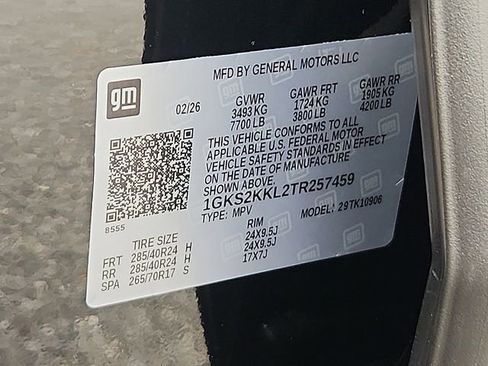 MFD BY GENERAL MOTORS LLC
gm
02/26
GVWR GAWR FRT GAWR RR
3493 KG 1724 KG 1905 KG
7700 LB 3800 LB 4200 LB
THIS VEHICLE CONFORMS TO ALL
APPLICABLE U.S. FEDERAL MOTOR
VEHICLE SAFETY STANDARDS IN EFFECT
ON THE DATE OF MANUFACTURE
SHOWN ABOVE.
1GKS2KKL2TR257459
TYPE: MPV MODEL: 29TK10906
8555
TIRE SIZE RIM
FRT 285/40R24 H 24X9.5J
RR 285/40R24 H 24X9.5J
SPA 265/70R17 S 17X7J